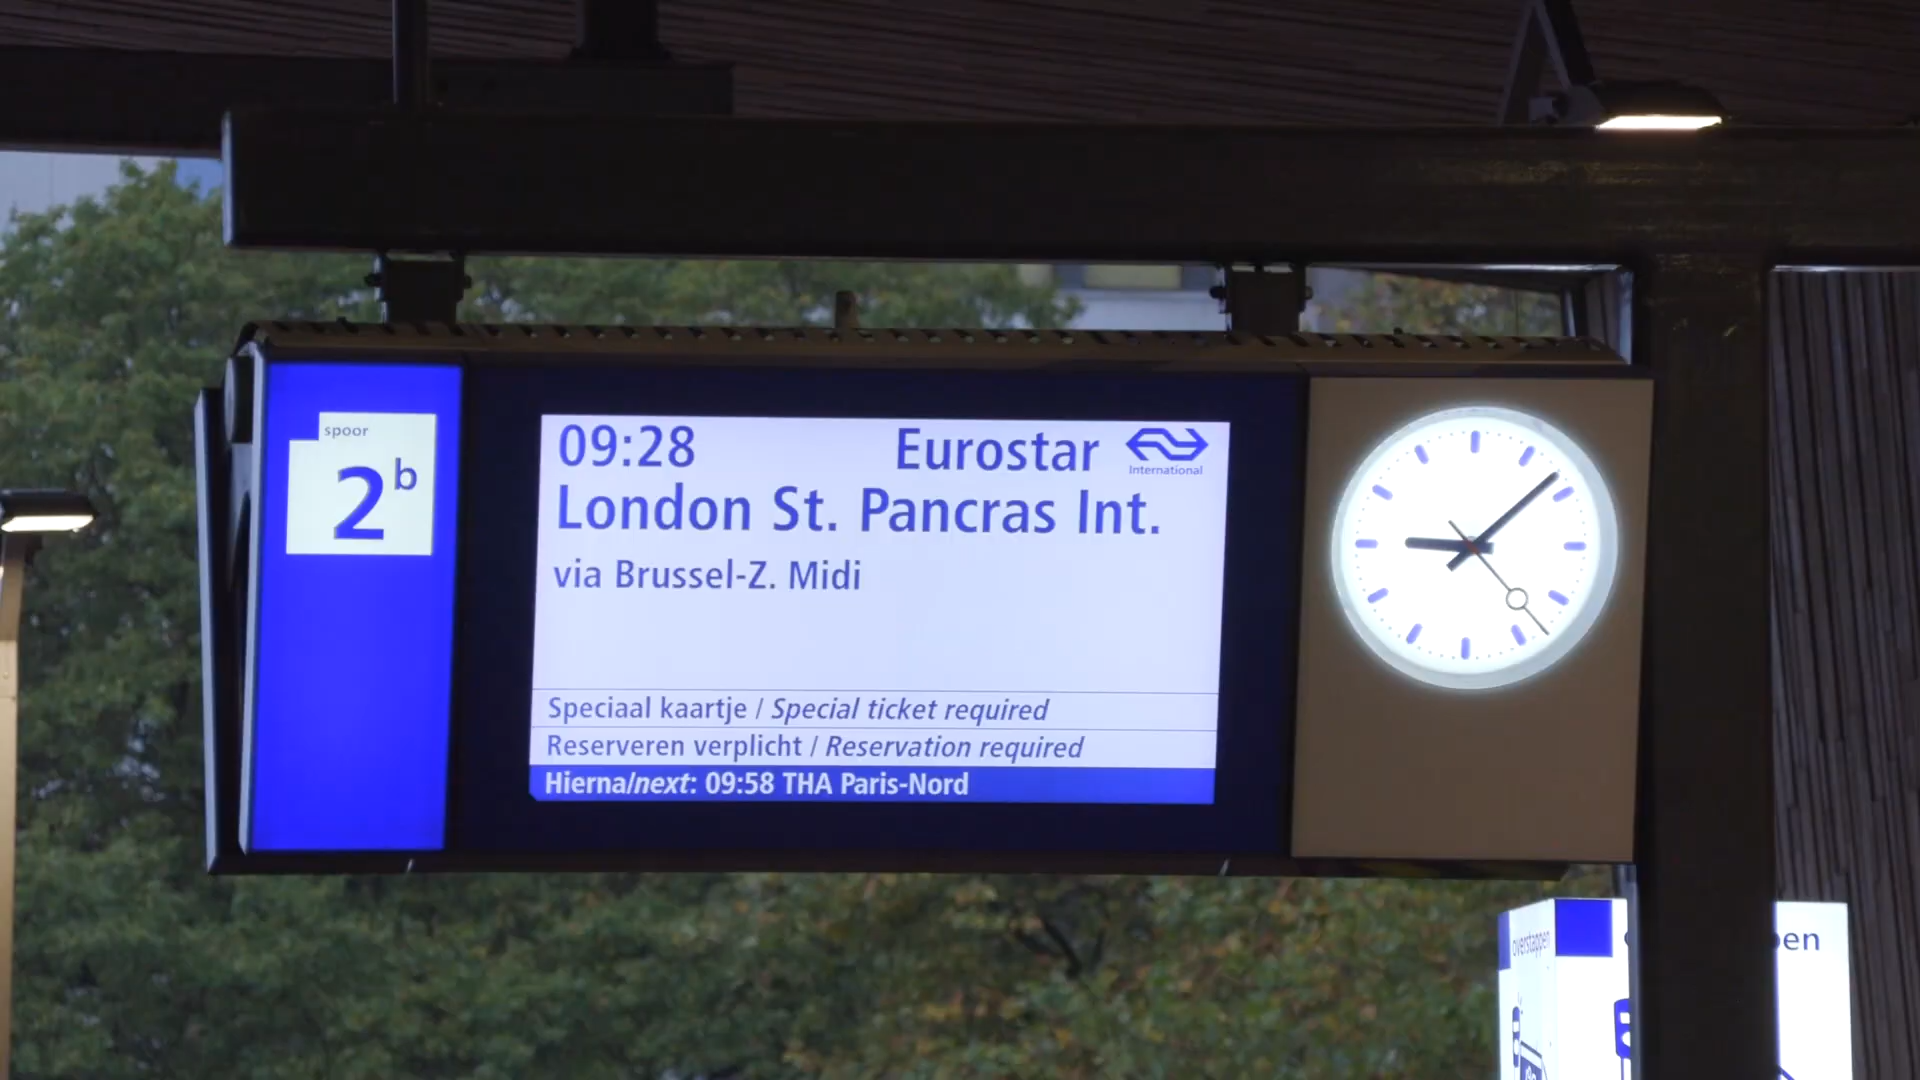 spoor
2b
09:28 Eurostar
International
London St. Pancras Int.
via Brussel-Z. Midi
Speciaal kaartje / Special ticket required
Reserveren verplicht / Reservation required
Hierna/next: 09:58 THA Paris-Nord
overstappen